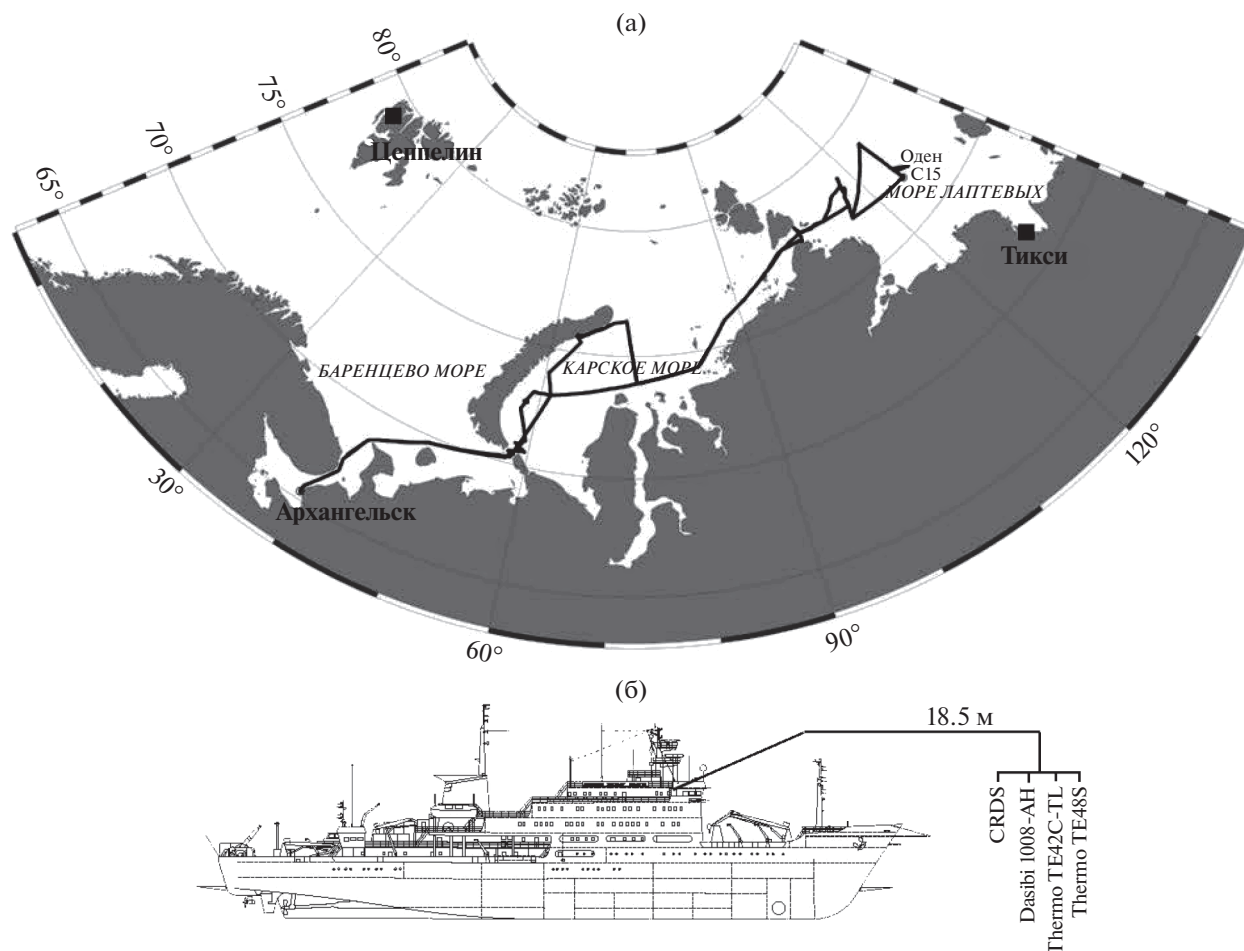 (а)
80°
75°
70°
65°
Цеппелин
Оден
С15
МОРЕ ЛАПТЕВЫХ
Тикси
БАРЕНЦЕВО МОРЕ
КАРСКОЕ МОРЕ
30°
Архангельск
120°
60°
90°
(б)
18.5 м
CRDS
Dasibi 1008-AH
Thermo TE42C-TL
Thermo TE48S